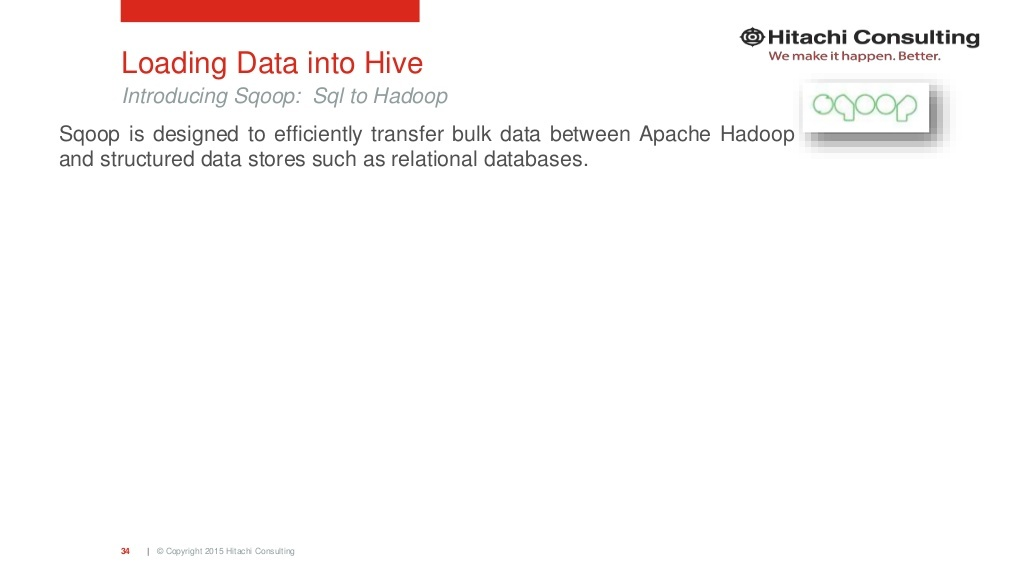 Hitachi Consulting
We make it happen. Better.
Loading Data into Hive
Introducing Sqoop: Sql to Hadoop
sqoop
Sqoop is designed to efficiently transfer bulk data between Apache Hadoop
and structured data stores such as relational databases.
34 | © Copyright 2015 Hitachi Consulting